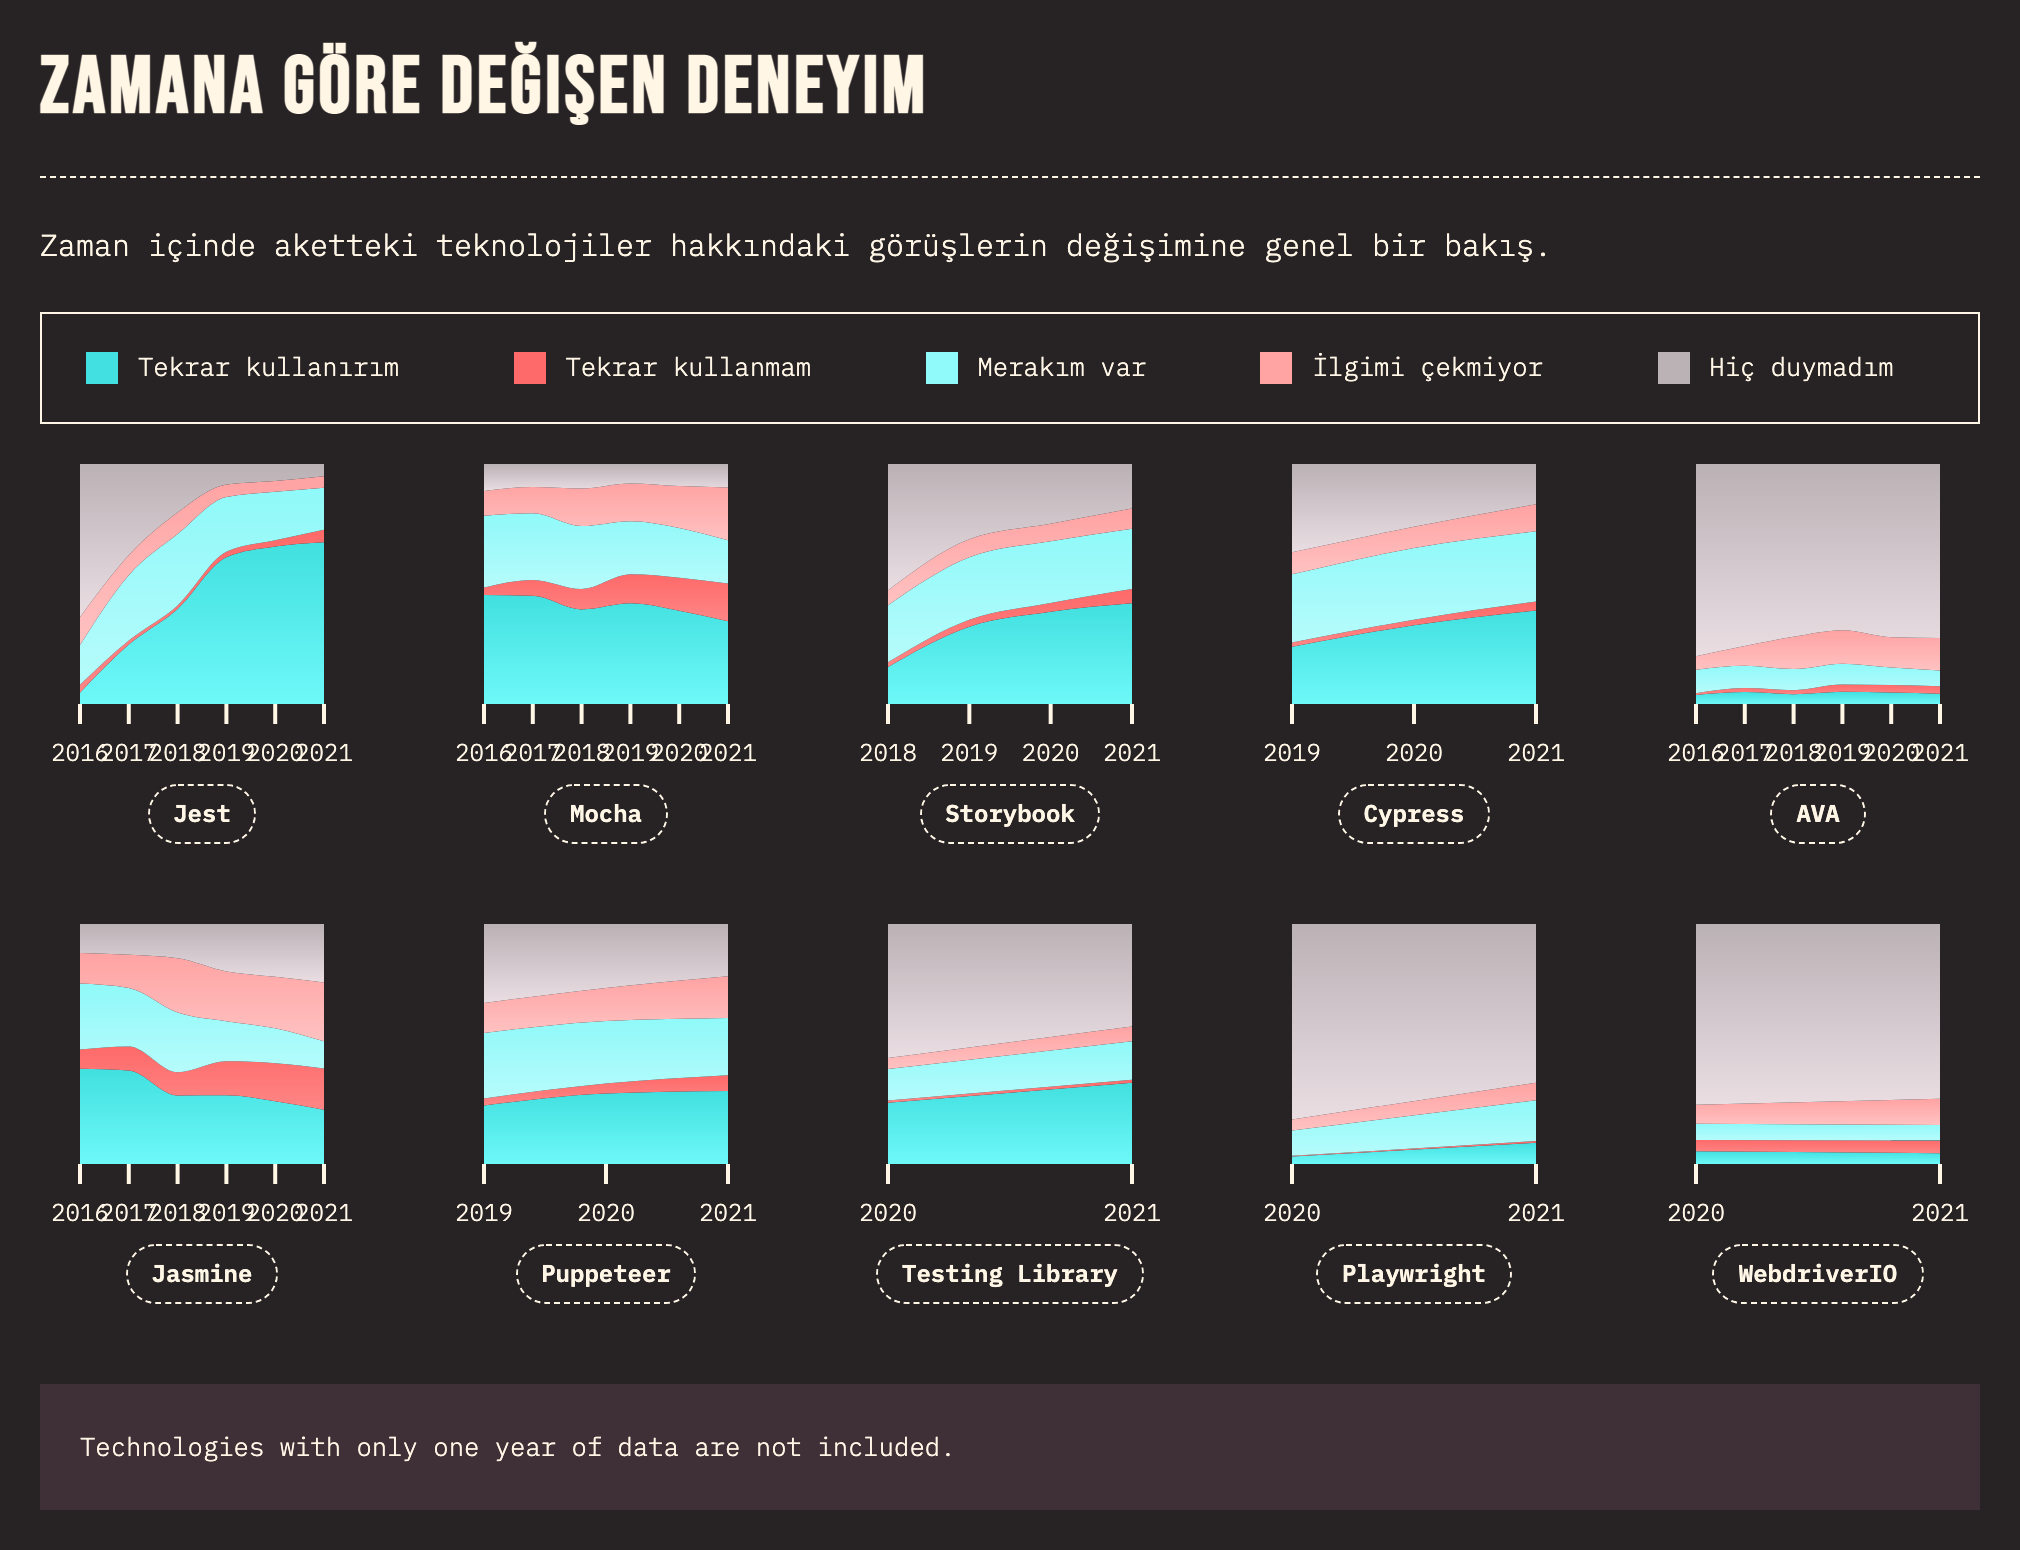 ZAMANA GÖRE DEĞIŞEN DENEYIM
Zaman içinde aketteki teknolojiler hakkındaki görüşlerin değişimine genel bir bakış.
Tekrar kullanırım Tekrar kullanmam Merakım var İlgimi çekmiyor Hiç duymadım
2016 2017 2018 2019 2020 2021 2016 2017 2018 2019 2020 2021 2018 2019 2020 2021 2019 2020 2021 2016 2017 2018 2019 2020 2021
Jest Mocha Storybook Cypress AVA
2016 2017 2018 2019 2020 2021 2019 2020 2021 2020 2021 2020 2021 2020 2021
Jasmine Puppeteer Testing Library Playwright WebdriverIO
Technologies with only one year of data are not included.